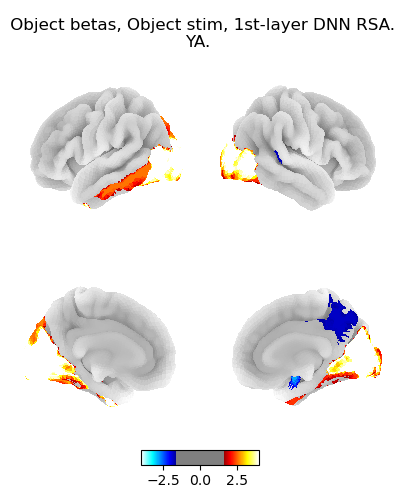 Object betas, Object stim, 1st-layer DNN RSA.
YA.
−2.5 0.0 2.5